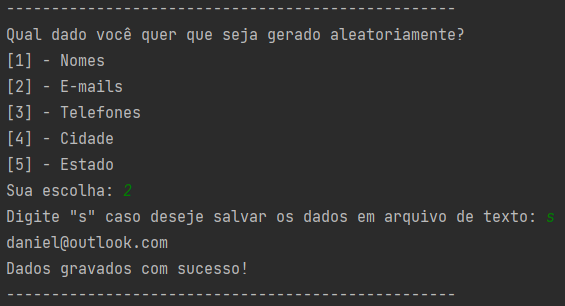 --------------------------------------------------
Qual dado você quer que seja gerado aleatoriamente?
[1] - Nomes
[2] - E-mails
[3] - Telefones
[4] - Cidade
[5] - Estado
Sua escolha: 2
Digite "s" caso deseje salvar os dados em arquivo de texto: s
daniel@outlook.com
Dados gravados com sucesso!
--------------------------------------------------